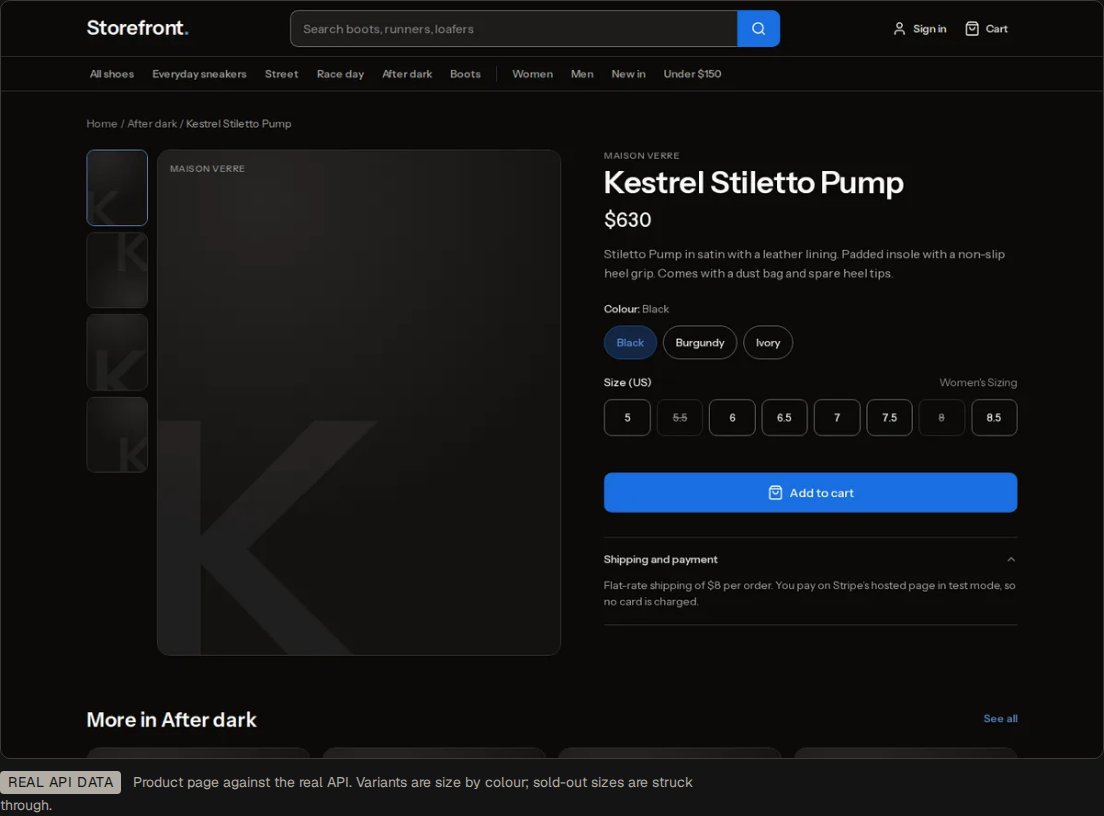 Storefront.
Search boots, runners, loafers
Sign in
Cart
All shoes
Everyday sneakers
Street
Race day
After dark
Boots
Women
Men
New in
Under $150
Home / After dark / Kestrel Stiletto Pump
K
K
K
K
MAISON VERRE
K
MAISON VERRE
Kestrel Stiletto Pump
$630
Stiletto Pump in satin with a leather lining. Padded insole with a non-slip
heel grip. Comes with a dust bag and spare heel tips.
Colour: Black
Black
Burgundy
Ivory
Size (US)
Women's Sizing
5
5.5
6
6.5
7
7.5
8
8.5
Add to cart
Shipping and payment
Flat-rate shipping of $8 per order. You pay on Stripe's hosted page in test mode, so
no card is charged.
More in After dark
See all
REAL API DATA
Product page against the real API. Variants are size by colour; sold-out sizes are struck
through.